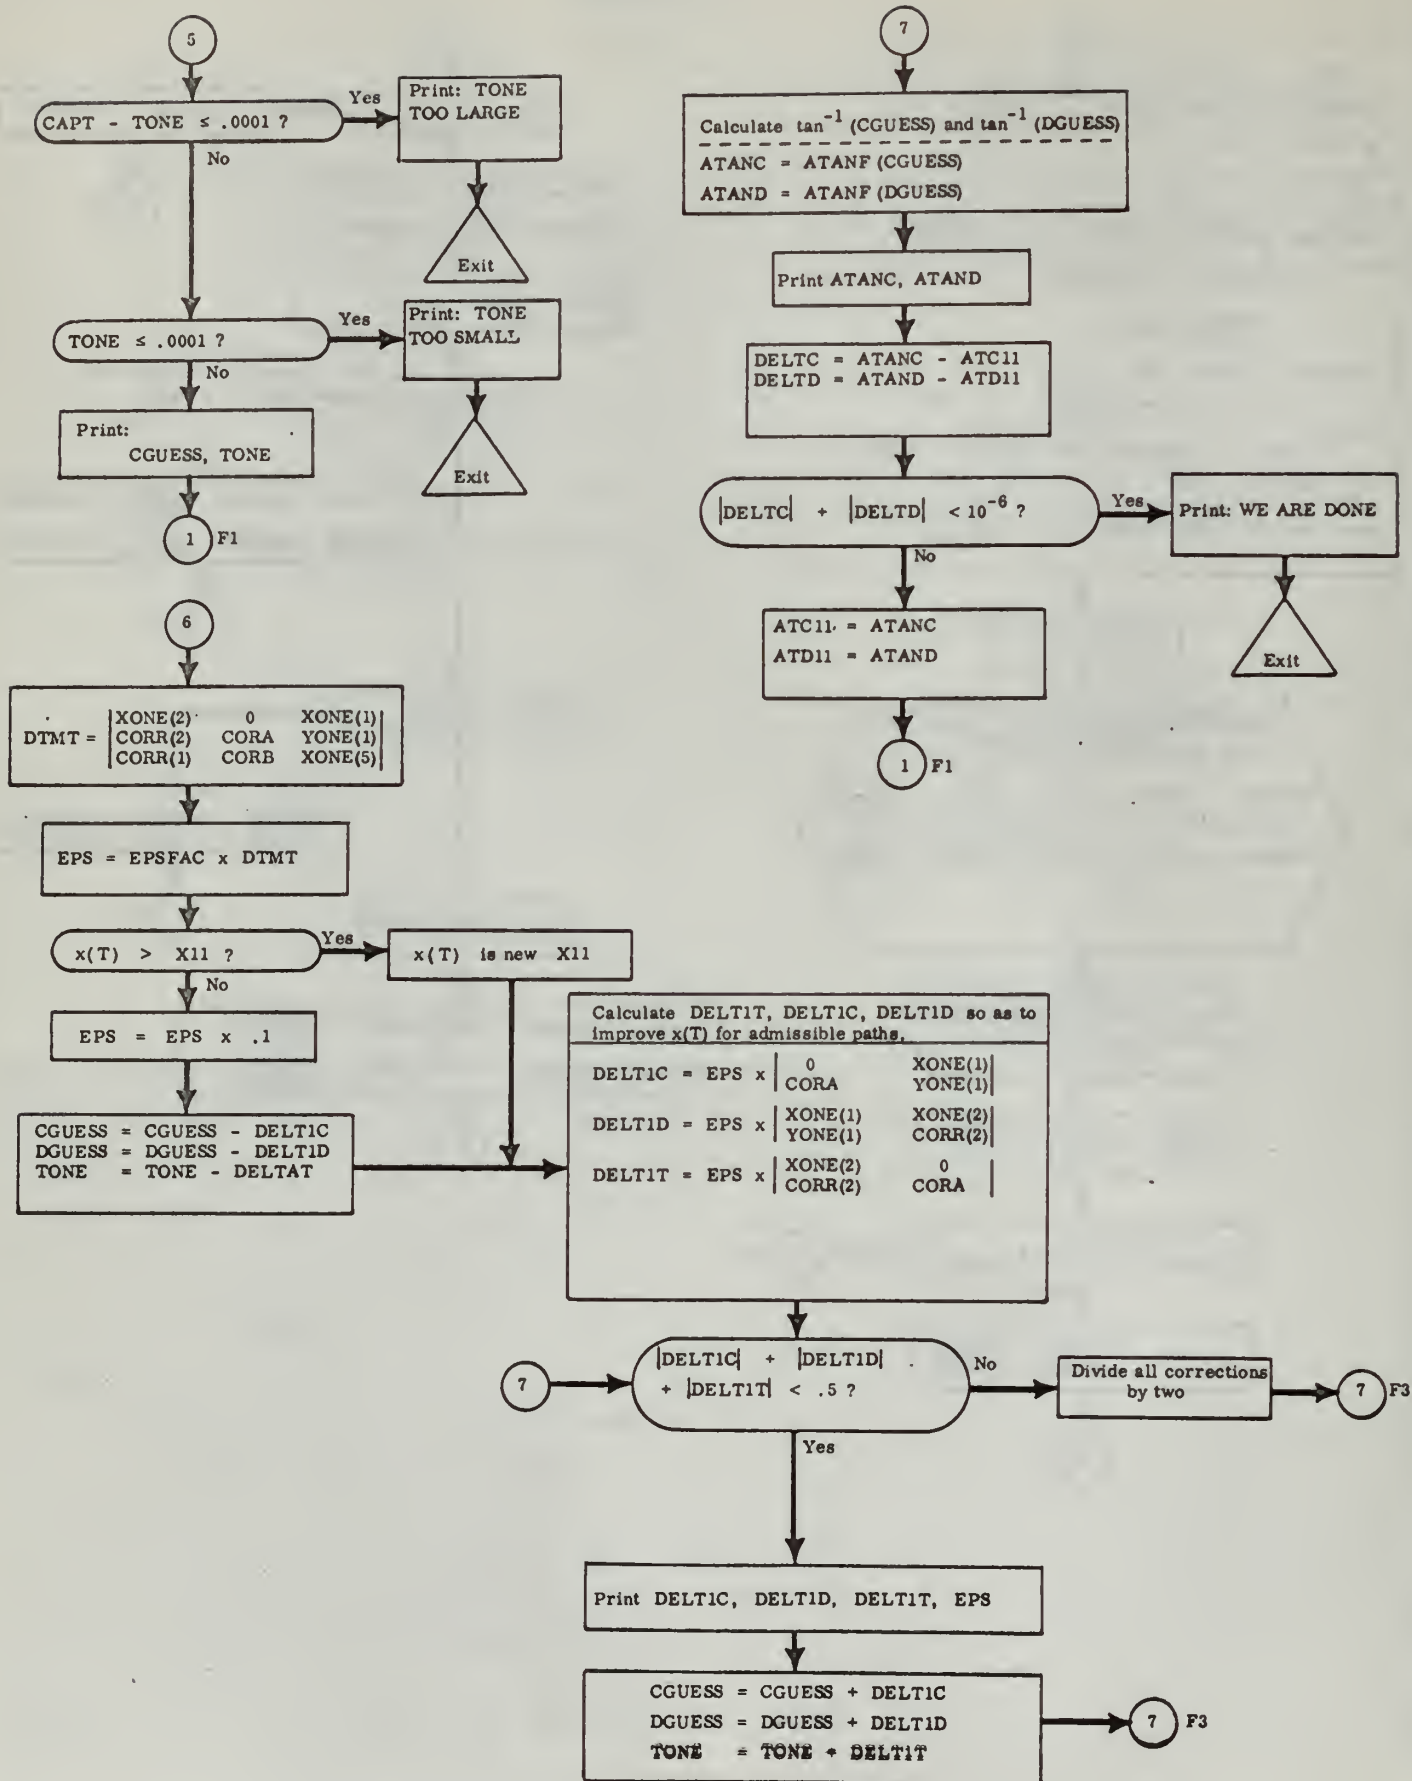 5
CAPT - TONE ≤ .0001 ?
Yes
Print: TONE
TOO LARGE
No
Exit
TONE ≤ .0001 ?
Yes
Print: TONE
TOO SMALL
No
Exit
Print:
CGUESS, TONE
1 F1
7
Calculate tan⁻¹ (CGUESS) and tan⁻¹ (DGUESS)
ATANC = ATANF (CGUESS)
ATAND = ATANF (DGUESS)
Print ATANC, ATAND
DELTC = ATANC - ATC11
DELTD = ATAND - ATD11
|DELTC| + |DELTD| < 10⁻⁶ ?
Yes
Print: WE ARE DONE
No
Exit
ATC11 = ATANC
ATD11 = ATAND
1 F1
6
DTMT = |XONE(2) 0 XONE(1)|
|CORR(2) CORA YONE(1)|
|CORR(1) CORB XONE(5)|
EPS = EPSFAC x DTMT
x(T) > X11 ?
Yes
x(T) is new X11
No
EPS = EPS x .1
CGUESS = CGUESS - DELT1C
DGUESS = DGUESS - DELT1D
TONE = TONE - DELTAT
Calculate DELT1T, DELT1C, DELT1D so as to
improve x(T) for admissible paths.
DELT1C = EPS x |0 XONE(1)|
|CORA YONE(1)|
DELT1D = EPS x |XONE(1) XONE(2)|
|YONE(1) CORR(2)|
DELT1T = EPS x |XONE(2) 0|
|CORR(2) CORA|
7
|DELT1C| + |DELT1D|
+ |DELT1T| < .5 ?
No
Divide all corrections
by two
7 F3
Yes
Print DELT1C, DELT1D, DELT1T, EPS
CGUESS = CGUESS + DELT1C
DGUESS = DGUESS + DELT1D
TONE = TONE + DELT1T
7 F3